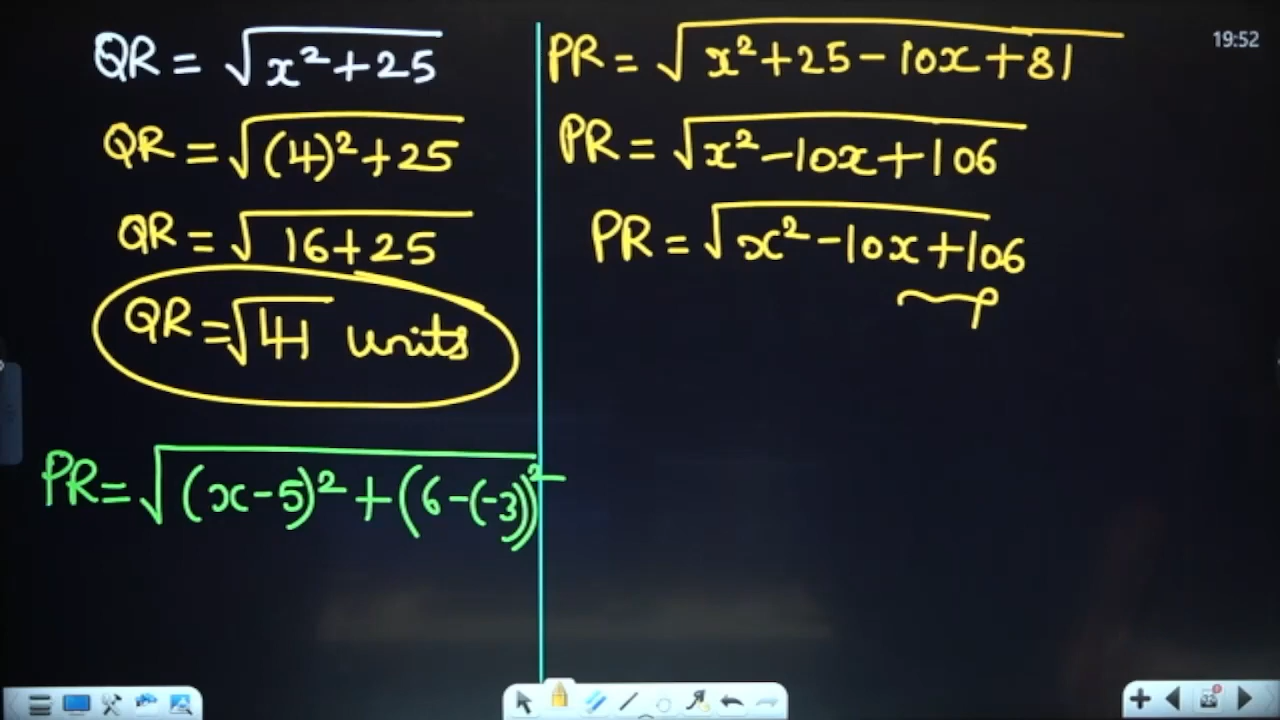 QR = √x²+25
QR = √(4)²+25
QR = √16+25
QR = √41 units
PR = √(x-5)²+(6-(-3))²
PR = √x²+25-10x+81
PR = √x²-10x+106
PR = √x²-10x+106
19:52